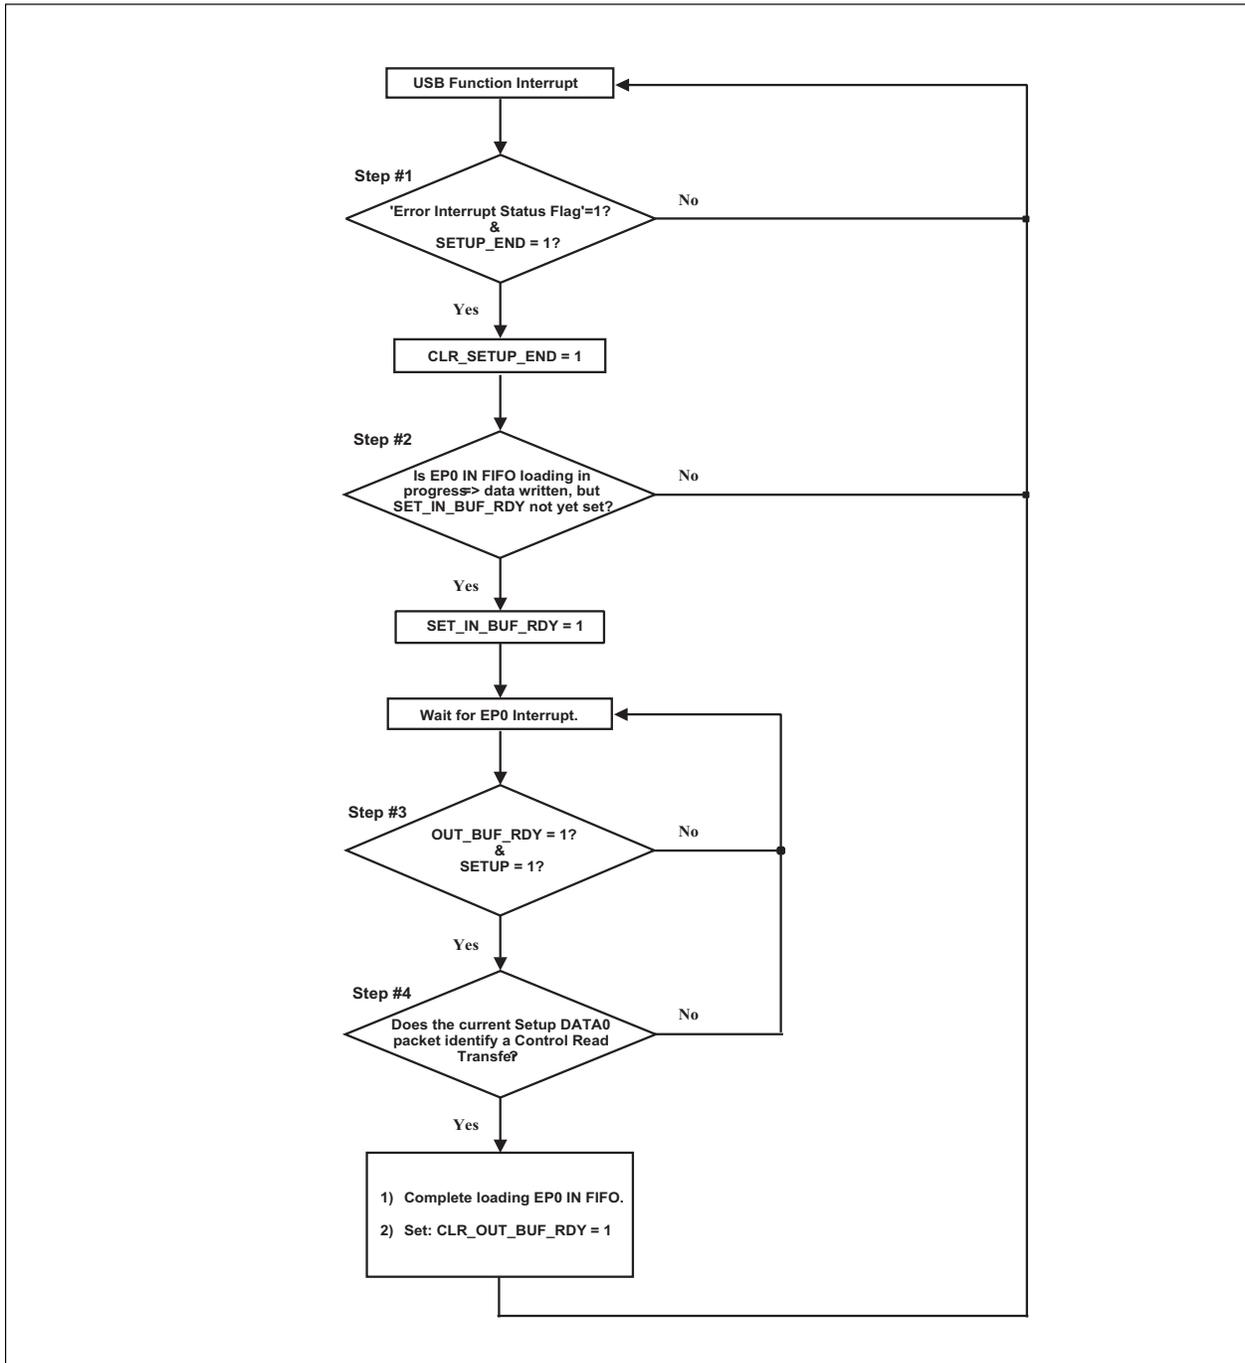 USB Function Interrupt
Step #1
'Error Interrupt Status Flag'=1?
&
SETUP_END = 1?
No
Yes
CLR_SETUP_END = 1
Step #2
Is EP0 IN FIFO loading in
progress=> data written, but
SET_IN_BUF_RDY not yet set?
No
Yes
SET_IN_BUF_RDY = 1
Wait for EP0 Interrupt.
Step #3
OUT_BUF_RDY = 1?
&
SETUP = 1?
No
Yes
Step #4
Does the current Setup DATA0
packet identify a Control Read
Transfer?
No
Yes
1) Complete loading EP0 IN FIFO.
2) Set: CLR_OUT_BUF_RDY = 1